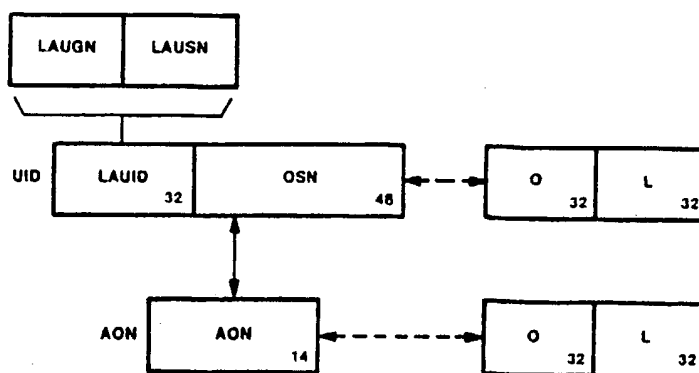 LAUGN LAUSN
UID LAUID 32 OSN 48 O 32 L 32
AON AON 14 O 32 L 32